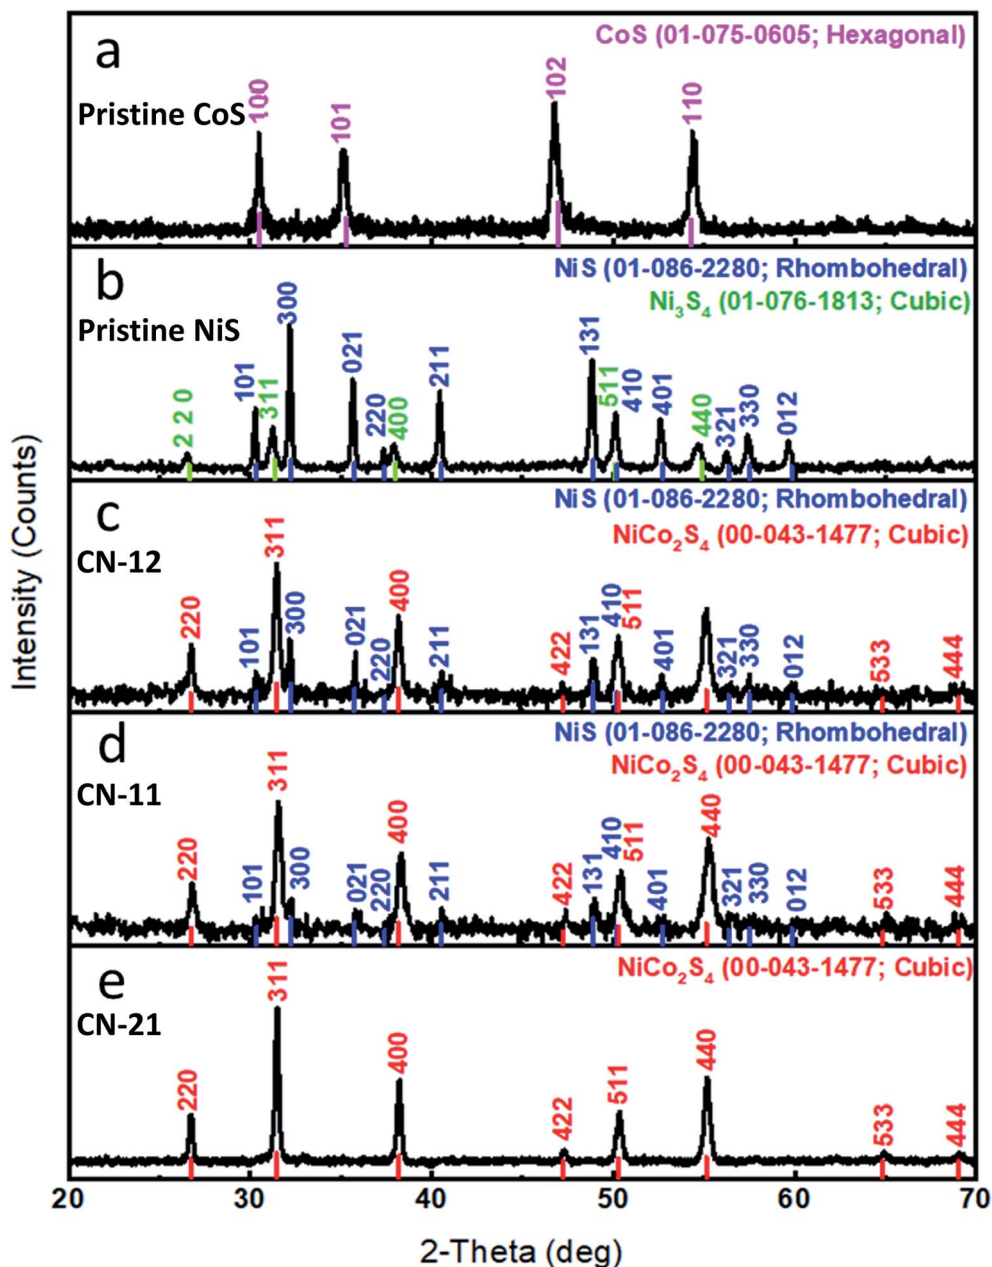 a
CoS (01-075-0605; Hexagonal)
Pristine CoS
100
101
102
110
b
NiS (01-086-2280; Rhombohedral)
Ni₃S₄ (01-076-1813; Cubic)
Pristine NiS
2 2 0
101
311
300
021
220
400
211
131
511
410
401
440
321
330
012
c
NiS (01-086-2280; Rhombohedral)
NiCo₂S₄ (00-043-1477; Cubic)
CN-12
220
101
311
300
021
220
400
211
422
131
410
511
401
321
330
012
533
444
d
NiS (01-086-2280; Rhombohedral)
NiCo₂S₄ (00-043-1477; Cubic)
CN-11
220
101
311
300
021
220
400
211
422
131
410
511
401
440
321
330
012
533
444
e
NiCo₂S₄ (00-043-1477; Cubic)
CN-21
220
311
400
422
511
440
533
444
20 30 40 50 60 70
2-Theta (deg)
Intensity (Counts)